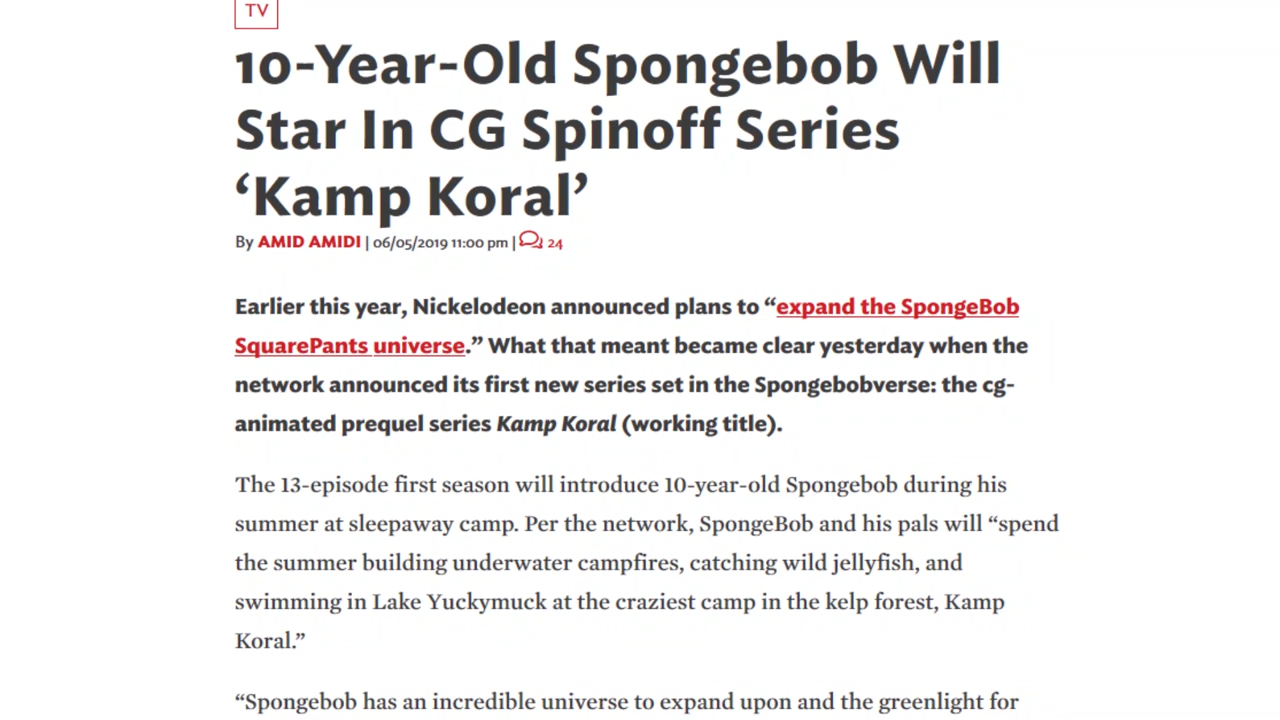 TV
10-Year-Old Spongebob Will
Star In CG Spinoff Series
‘Kamp Koral’
By AMID AMIDI | 06/05/2019 11:00 pm | 24
Earlier this year, Nickelodeon announced plans to “expand the SpongeBob
SquarePants universe.” What that meant became clear yesterday when the
network announced its first new series set in the Spongebobverse: the cg-
animated prequel series Kamp Koral (working title).
The 13-episode first season will introduce 10-year-old Spongebob during his
summer at sleepaway camp. Per the network, SpongeBob and his pals will “spend
the summer building underwater campfires, catching wild jellyfish, and
swimming in Lake Yuckymuck at the craziest camp in the kelp forest, Kamp
Koral.”
“Spongebob has an incredible universe to expand upon and the greenlight for